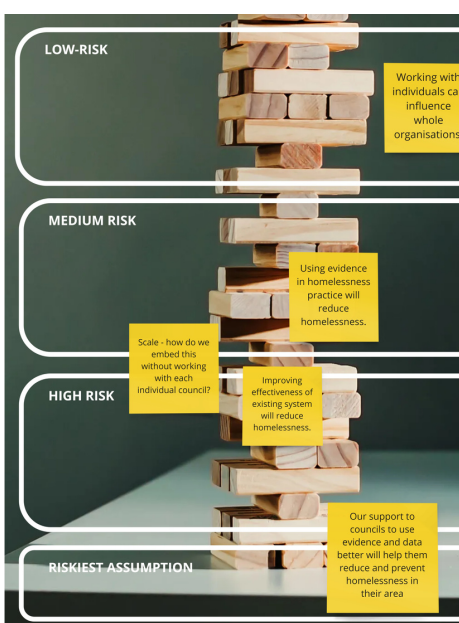 LOW-RISK
Working with
individuals ca
influence
whole
organisations
MEDIUM RISK
Using evidence
in homelessness
practice will
reduce
homelessness.
Scale - how do we
embed this
without working
with each
individual council?
HIGH RISK
Improving
effectiveness of
existing system
will reduce
homelessness.
Our support to
councils to use
evidence and data
better will help them
reduce and prevent
homelessness in
their area
RISKIEST ASSUMPTION